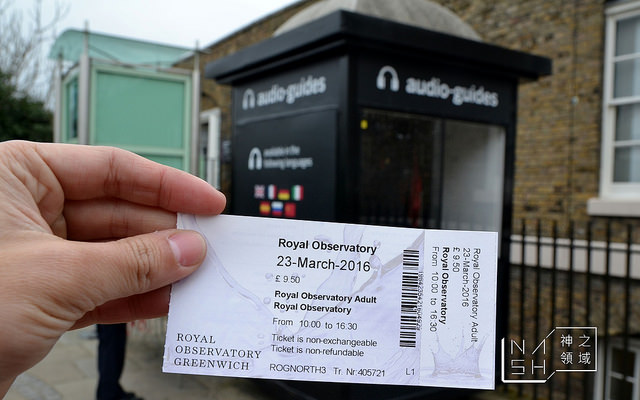 audio-guides
audio-guides
available in the
following languages
Royal Observatory
23-March-2016
£ 9.50
Royal Observatory Adult
Royal Observatory
From 10:00 to 16:30
Ticket is non-exchangeable
Ticket is non-refundable
ROYAL
OBSERVATORY
GREENWICH
ROGNORTH3 Tr. Nr:405721 L1
Royal Observatory Adult
23-March-2016
£ 9.50
Royal Observatory
From 10:00 to 16:30
NASH
神之
領域